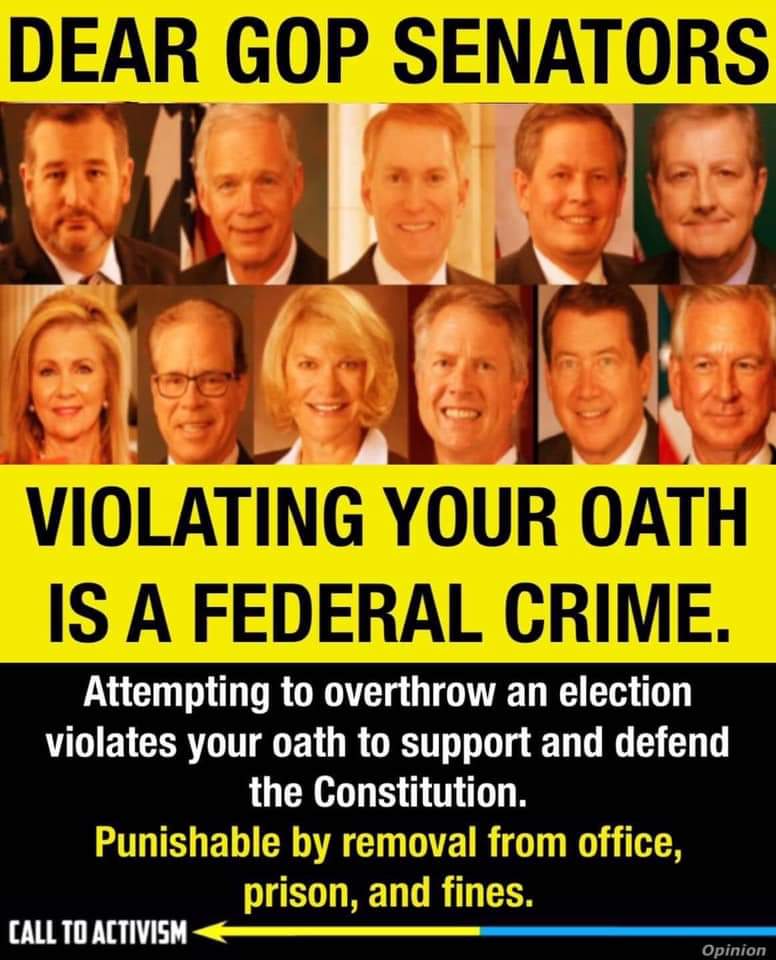 DEAR GOP SENATORS
VIOLATING YOUR OATH
IS A FEDERAL CRIME.
Attempting to overthrow an election
violates your oath to support and defend
the Constitution.
Punishable by removal from office,
prison, and fines.
CALL TO ACTIVISM
Opinion